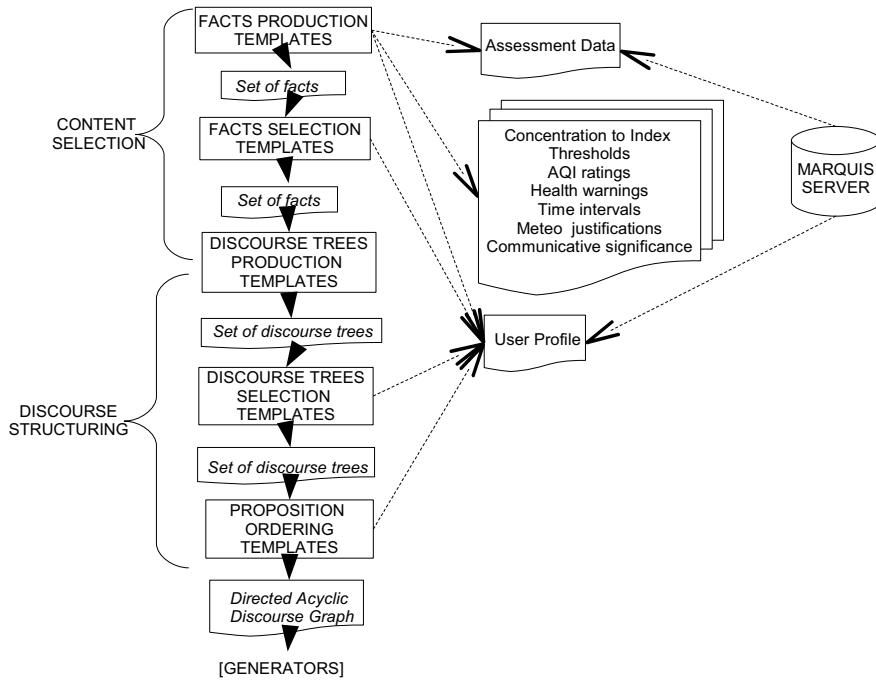 FACTS PRODUCTION
TEMPLATES
Set of facts
CONTENT
SELECTION
FACTS SELECTION
TEMPLATES
Set of facts
DISCOURSE TREES
PRODUCTION
TEMPLATES
Set of discourse trees
DISCOURSE
STRUCTURING
DISCOURSE TREES
SELECTION
TEMPLATES
Set of discourse trees
PROPOSITION
ORDERING
TEMPLATES
Directed Acyclic
Discourse Graph
[GENERATORS]
Assessment Data
Concentration to Index
Thresholds
AQI ratings
Health warnings
Time intervals
Meteo justifications
Communicative significance
User Profile
MARQUIS
SERVER